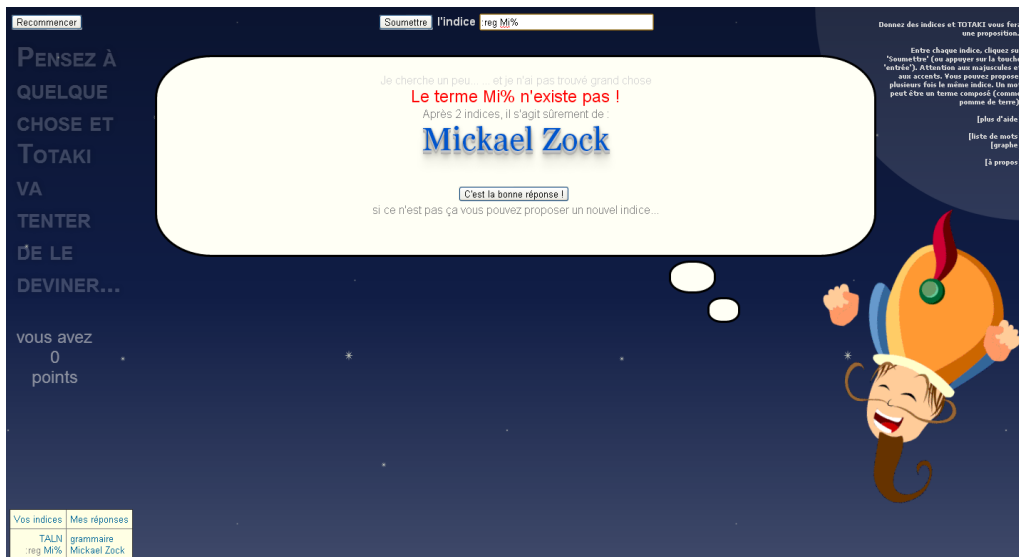 Recommencer
Soumettre l'indice :reg Mi%
Pensez à
quelque
chose et
Totaki
va
tenter
de le
deviner...
vous avez
0
points
Je cherche un peu ... ... et je n'ai pas trouvé grand chose
Le terme Mi% n'existe pas !
Après 2 indices, il s'agit sûrement de :
Mickael Zock
C'est la bonne réponse !
si ce n'est pas ça vous pouvez proposer un nouvel indice...
Donnez des indices et TOTAKI vous fera
une proposition.
Entre chaque indice, cliquez su
'Soumettre' (ou appuyer sur la touche
'entrée'). Attention aux majuscules et
aux accents. Vous pouvez propose
plusieurs fois le même indice. Un mot
peut être un terme composé (comme
pomme de terre)
[plus d'aide
[liste de mots
[graphe
[à propos
Vos indices Mes réponses
TALN grammaire
:reg Mi% Mickael Zock